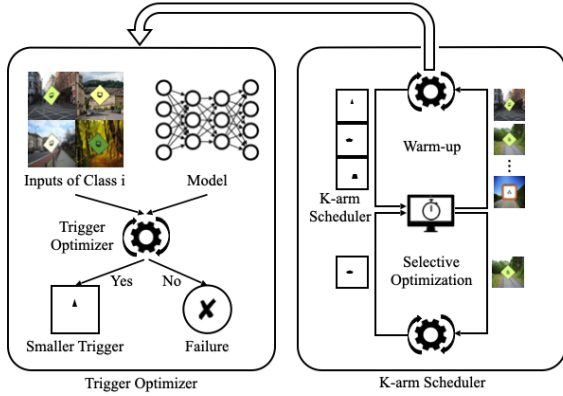 Inputs of Class i
Model
Trigger
Optimizer
Yes
No
Smaller Trigger
Failure
Trigger Optimizer
Warm-up
K-arm
Scheduler
Selective
Optimization
K-arm Scheduler